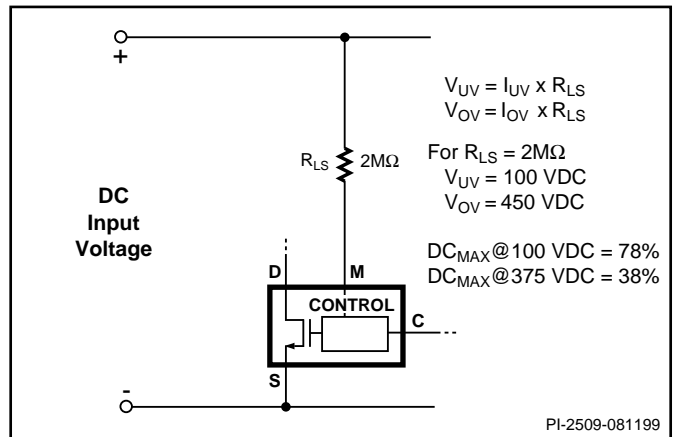 +
V_UV = I_UV x R_LS
V_OV = I_OV x R_LS
R_LS 2MΩ
For R_LS = 2MΩ
V_UV = 100 VDC
V_OV = 450 VDC
DC
Input
Voltage
DC_MAX@100 VDC = 78%
DC_MAX@375 VDC = 38%
D M
CONTROL
C
S
-
PI-2509-081199